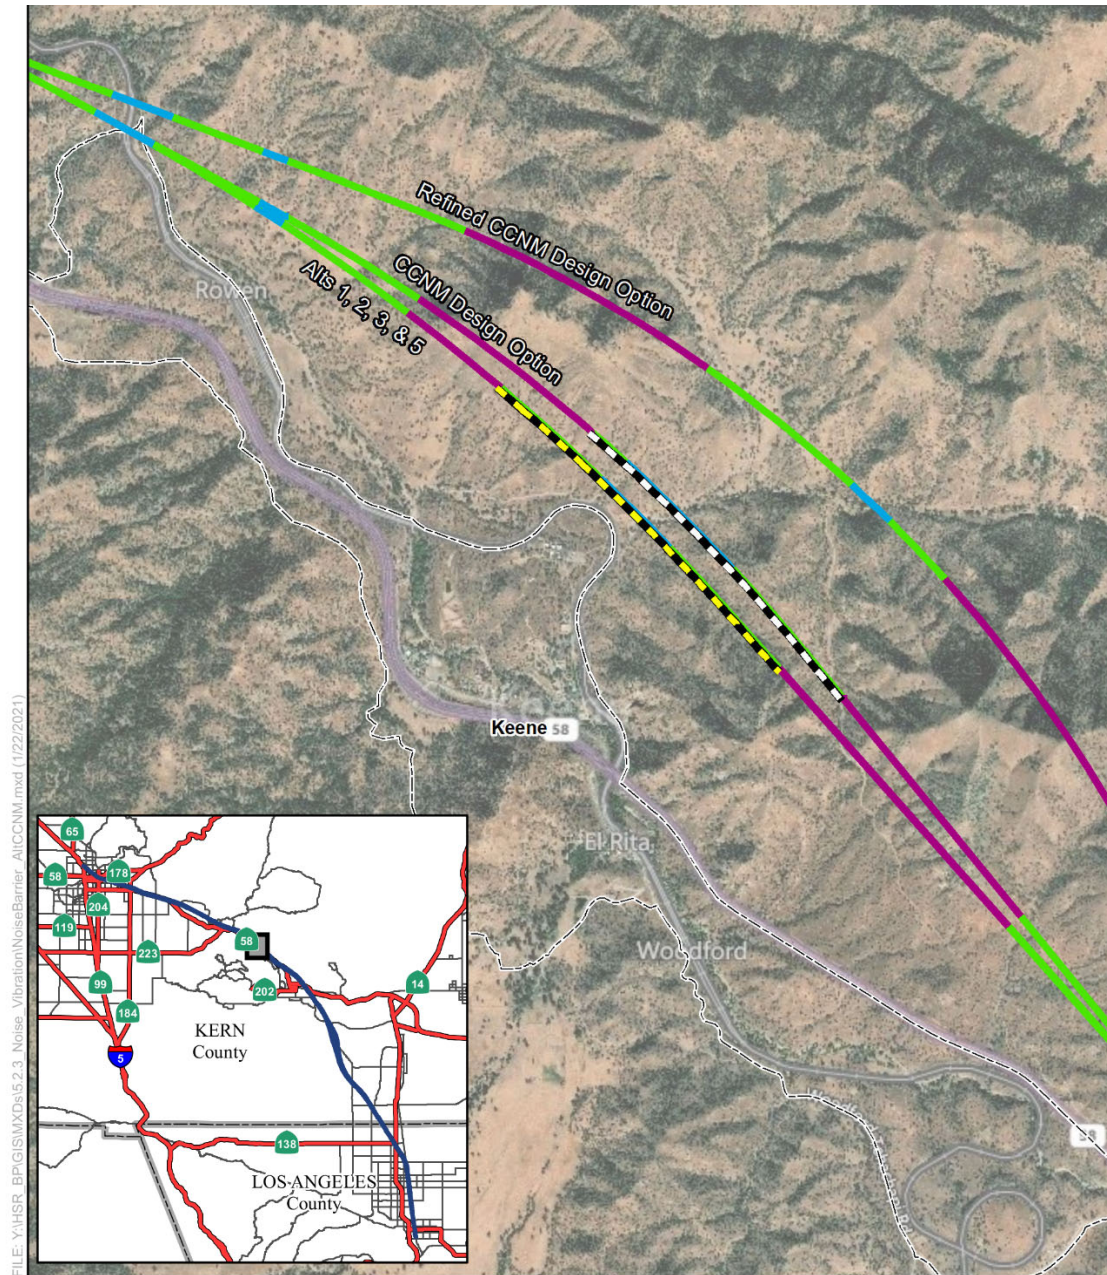 Refined CCNM Design Option
CCNM Design Option
Alts 1, 2, 3, & 5
Rowen
Keene
58
El Rita
Woodford
58
FILE: Y:\HSR_BP\GIS\MXDs\5.2.3_Noise_Vibration\NoiseBarrier_AltCCNM.mxd (1/22/2021)
65
58
178
204
119
223
58
99
184
202
14
5
KERN
County
138
LOS ANGELES
County